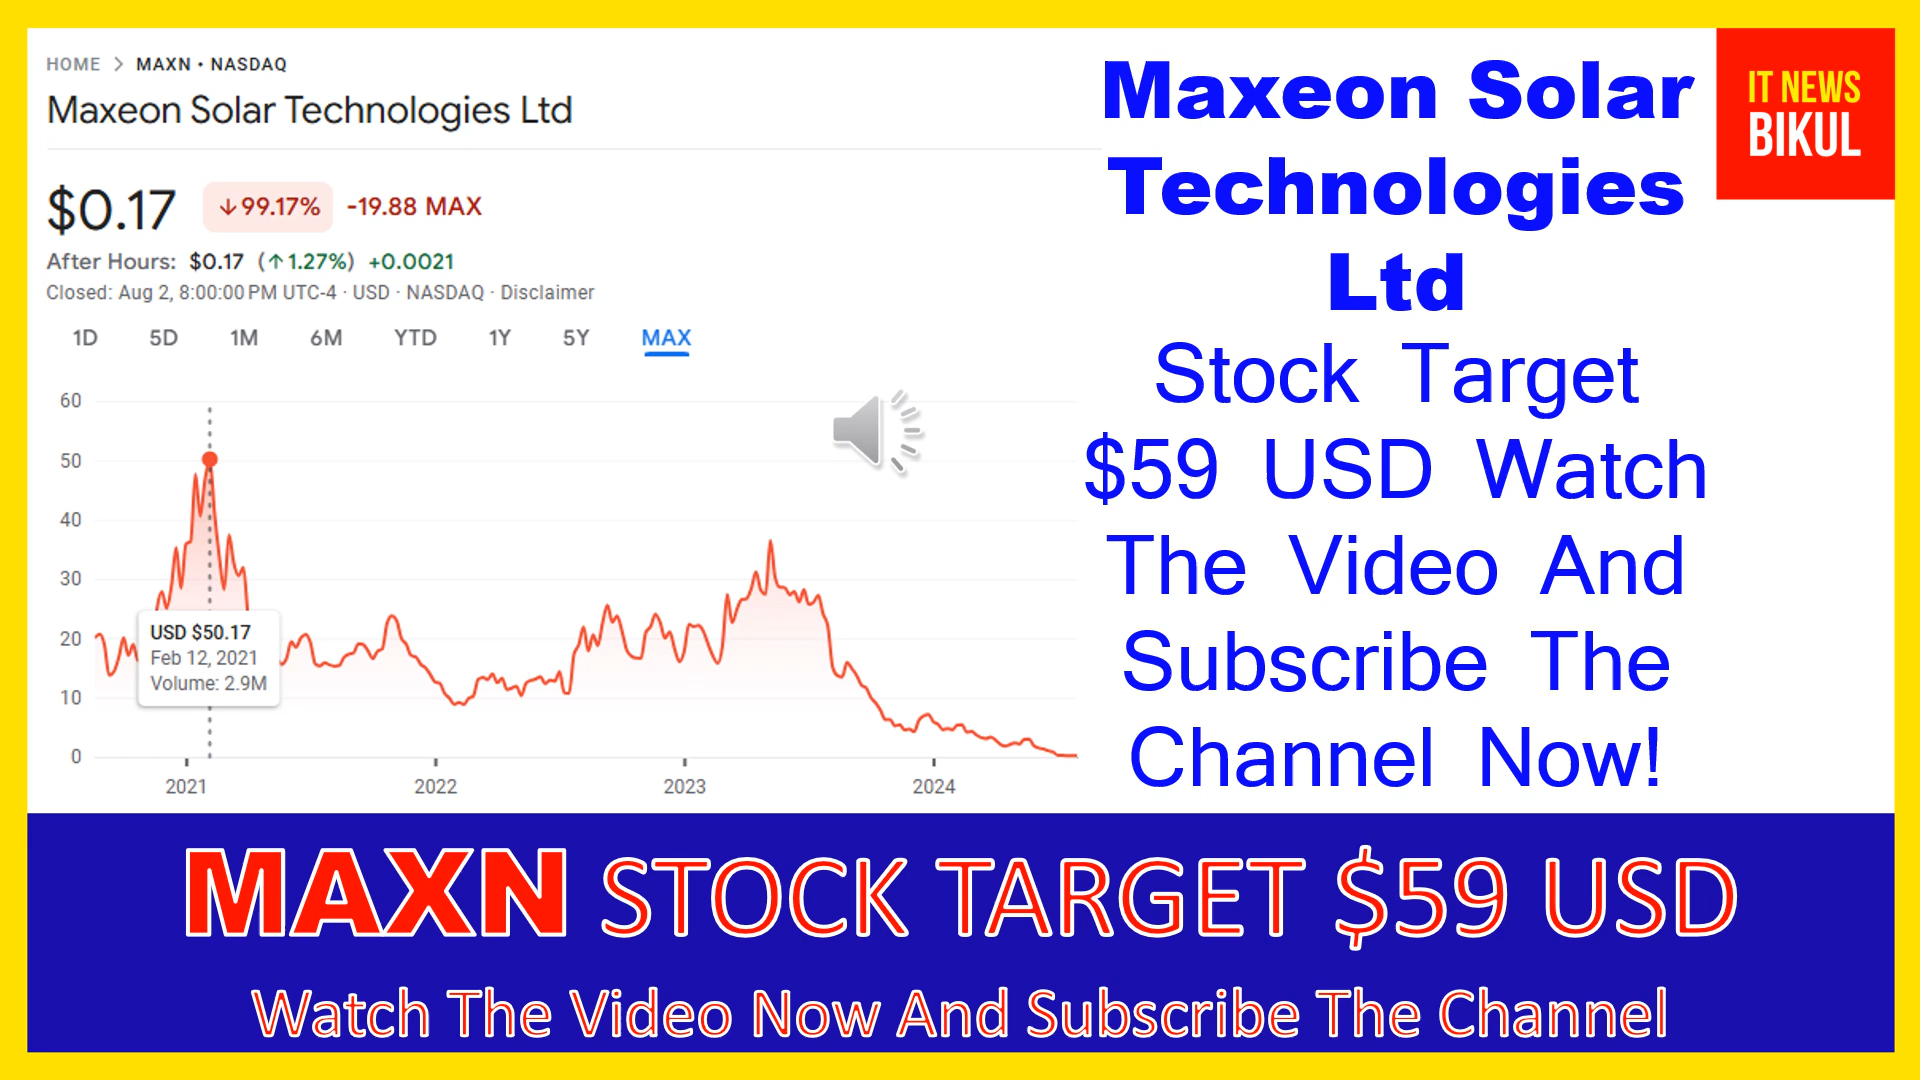 HOME > MAXN • NASDAQ
Maxeon Solar Technologies Ltd
$0.17 ↓99.17% -19.88 MAX
After Hours: $0.17 (↑1.27%) +0.0021
Closed: Aug 2, 8:00:00 PM UTC-4 · USD · NASDAQ · Disclaimer
1D 5D 1M 6M YTD 1Y 5Y MAX
60
50
40
30
20
10
0
USD $50.17
Feb 12, 2021
Volume: 2.9M
2021 2022 2023 2024
Maxeon Solar
Technologies
Ltd
Stock Target
$59 USD Watch
The Video And
Subscribe The
Channel Now!
IT NEWS
BIKUL
MAXN STOCK TARGET $59 USD
Watch The Video Now And Subscribe The Channel